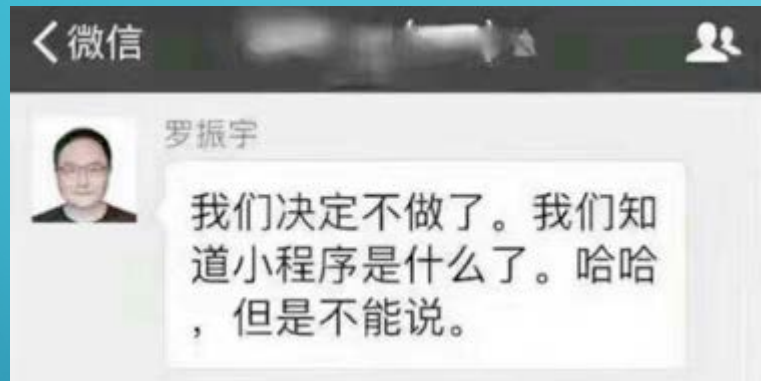 微信
罗振宇
我们决定不做了。我们知
道小程序是什么了。哈哈
，但是不能说。